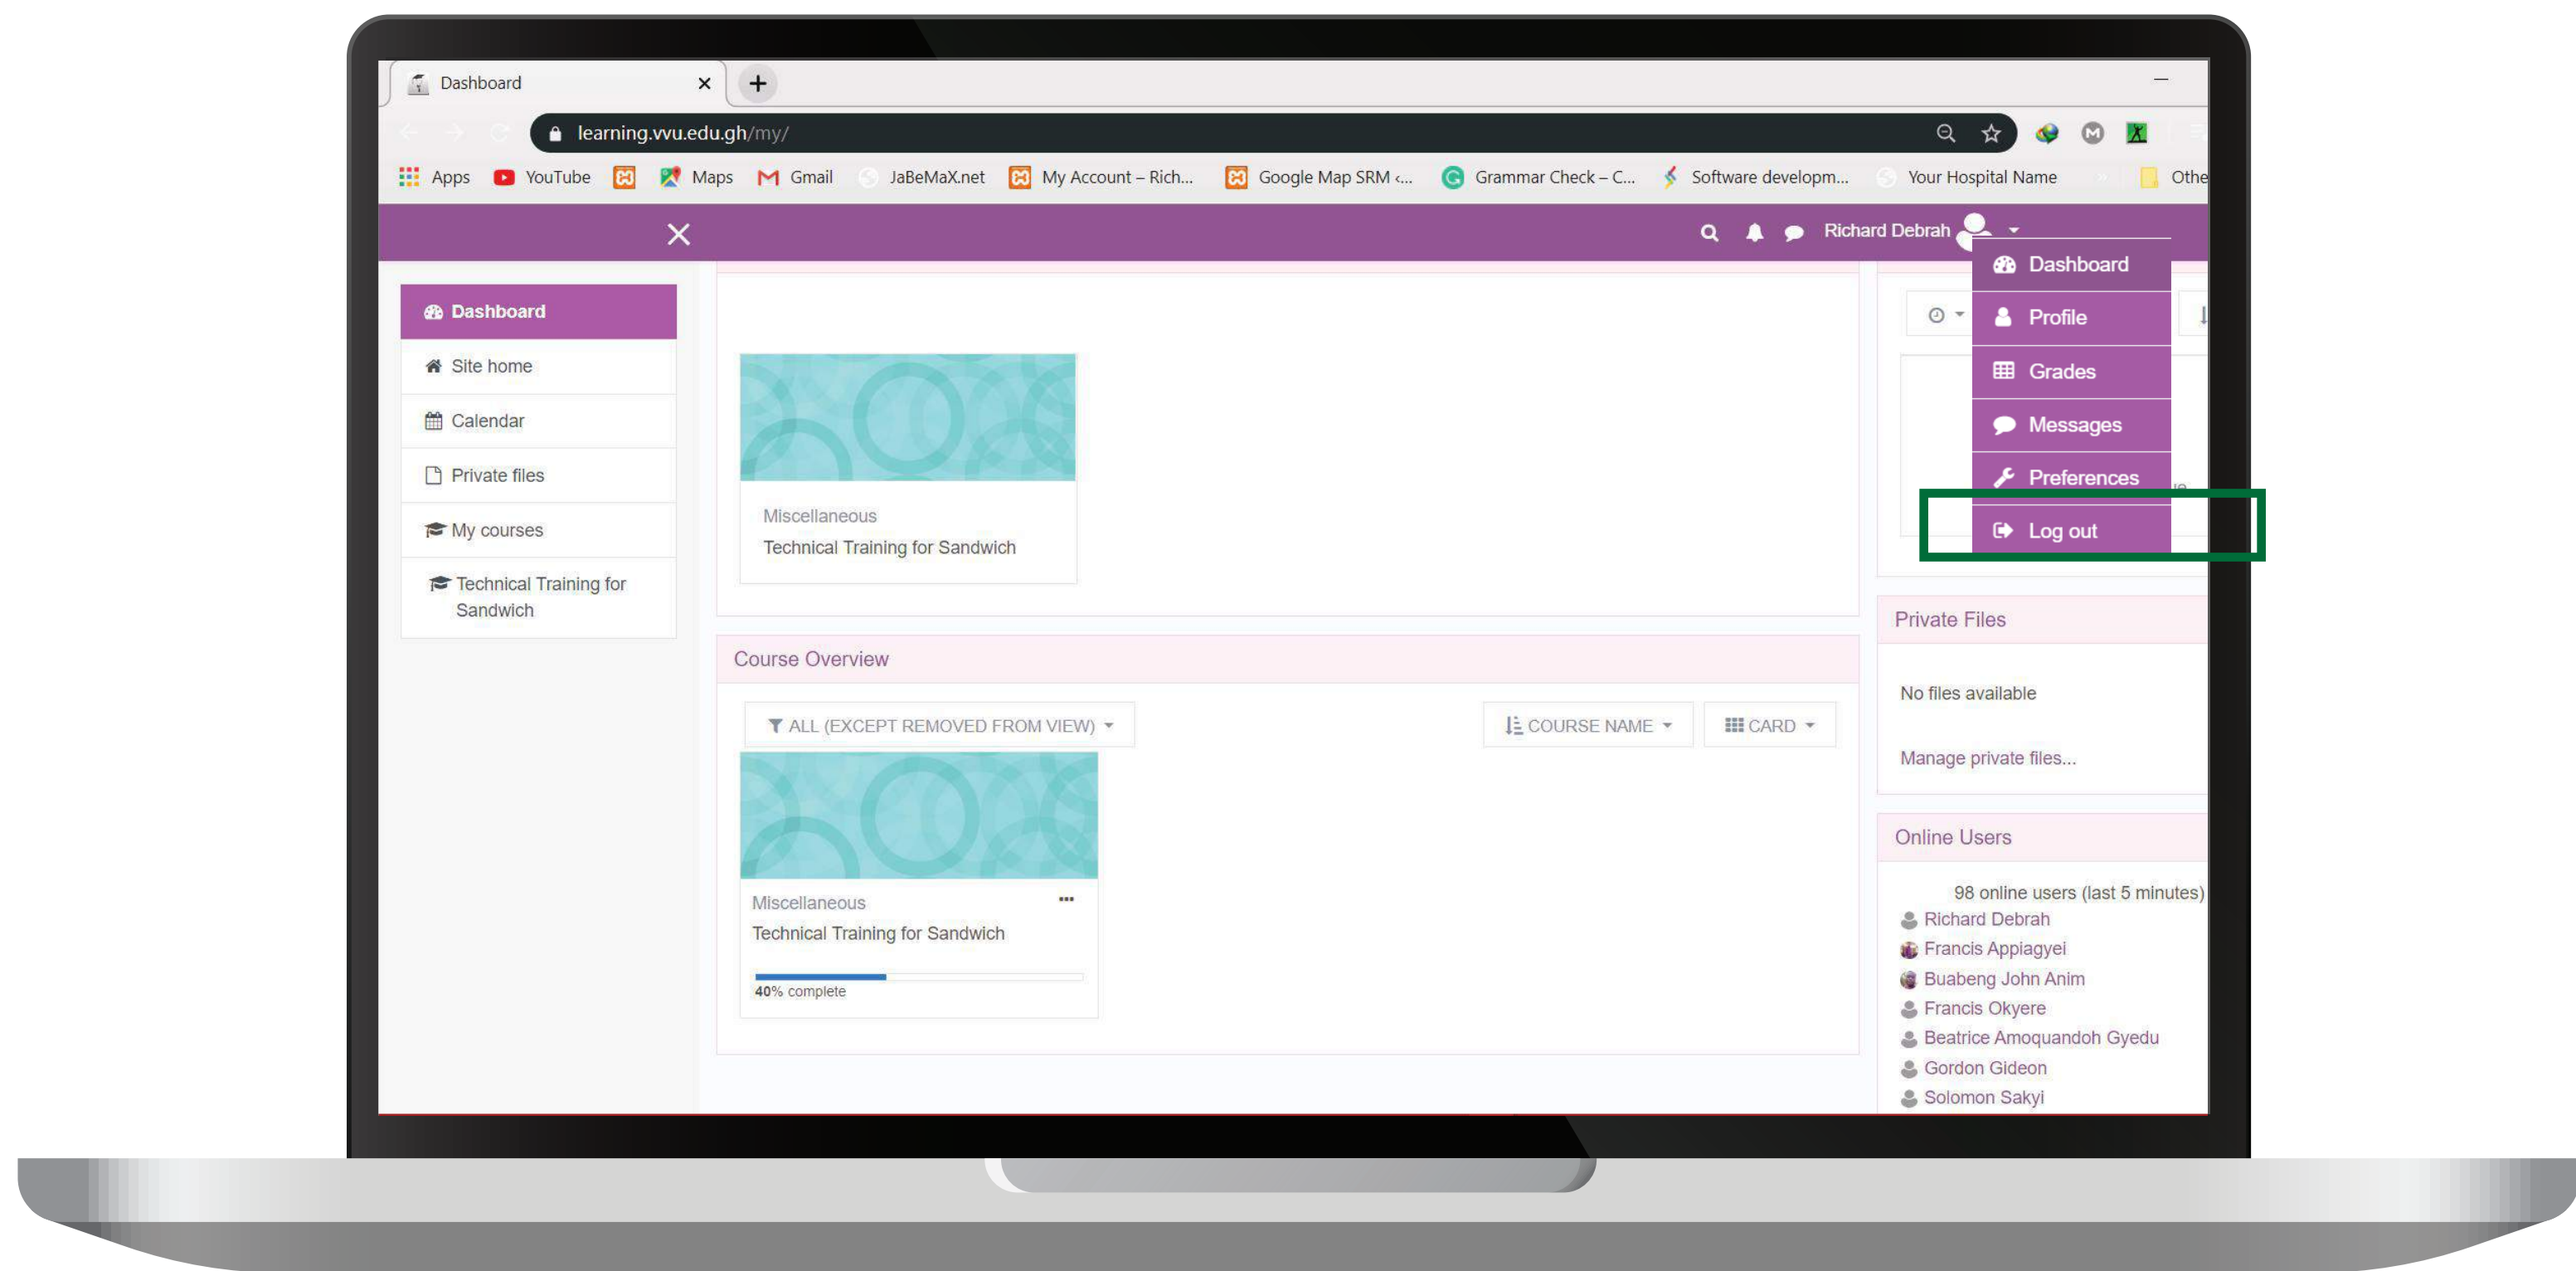 Dashboard
learning.vvu.edu.gh/my/
Apps YouTube Maps Gmail JaBeMaX.net My Account – Rich... Google Map SRM ‹... Grammar Check – C... Software developm... Your Hospital Name Othe
Richard Debrah
Dashboard
Profile
Grades
Messages
Preferences
Log out
Dashboard
Site home
Calendar
Private files
My courses
Technical Training for
Sandwich
Miscellaneous
Technical Training for Sandwich
Course Overview
ALL (EXCEPT REMOVED FROM VIEW)
COURSE NAME
CARD
Miscellaneous
Technical Training for Sandwich
40% complete
Private Files
No files available
Manage private files...
Online Users
98 online users (last 5 minutes)
Richard Debrah
Francis Appiagyei
Buabeng John Anim
Francis Okyere
Beatrice Amoquandoh Gyedu
Gordon Gideon
Solomon Sakyi